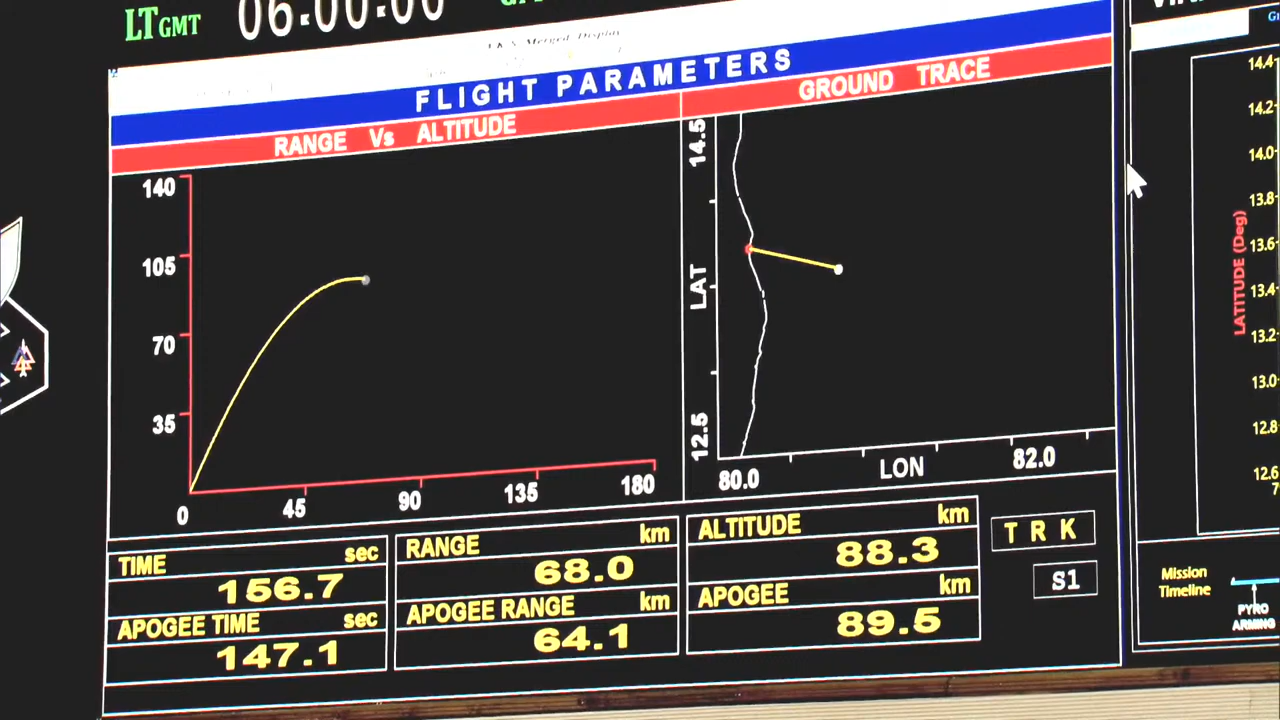 LT GMT 06:00:00
Merged Display
FLIGHT PARAMETERS
RANGE Vs ALTITUDE
GROUND TRACE
140
105
70
35
0 45 90 135 180
14.5
LAT
12.5
80.0 LON 82.0
TIME sec
156.7
APOGEE TIME sec
147.1
RANGE km
68.0
APOGEE RANGE km
64.1
ALTITUDE km
88.3
APOGEE km
89.5
TRK
S1
14.4
14.2
14.0
13.8
13.6
13.4
13.2
13.0
12.8
12.6
LATITUDE (Deg)
Mission
Timeline
PYRO
ARMING